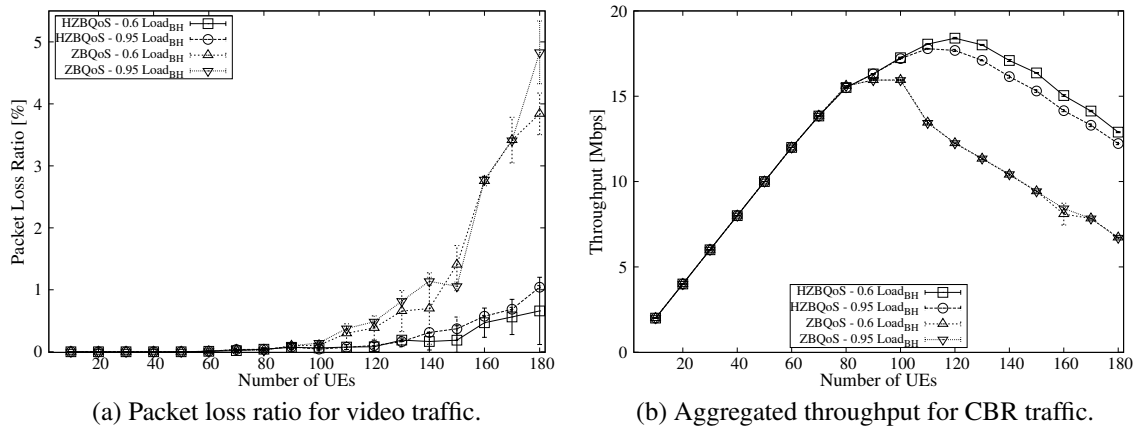 HZBQoS - 0.6 Load_BH
HZBQoS - 0.95 Load_BH
ZBQoS - 0.6 Load_BH
ZBQoS - 0.95 Load_BH
Packet Loss Ratio [%]
5
4
3
2
1
0
20 40 60 80 100 120 140 160 180
Number of UEs
(a) Packet loss ratio for video traffic.
Throughput [Mbps]
20
15
10
5
0
HZBQoS - 0.6 Load_BH
HZBQoS - 0.95 Load_BH
ZBQoS - 0.6 Load_BH
ZBQoS - 0.95 Load_BH
20 40 60 80 100 120 140 160 180
Number of UEs
(b) Aggregated throughput for CBR traffic.